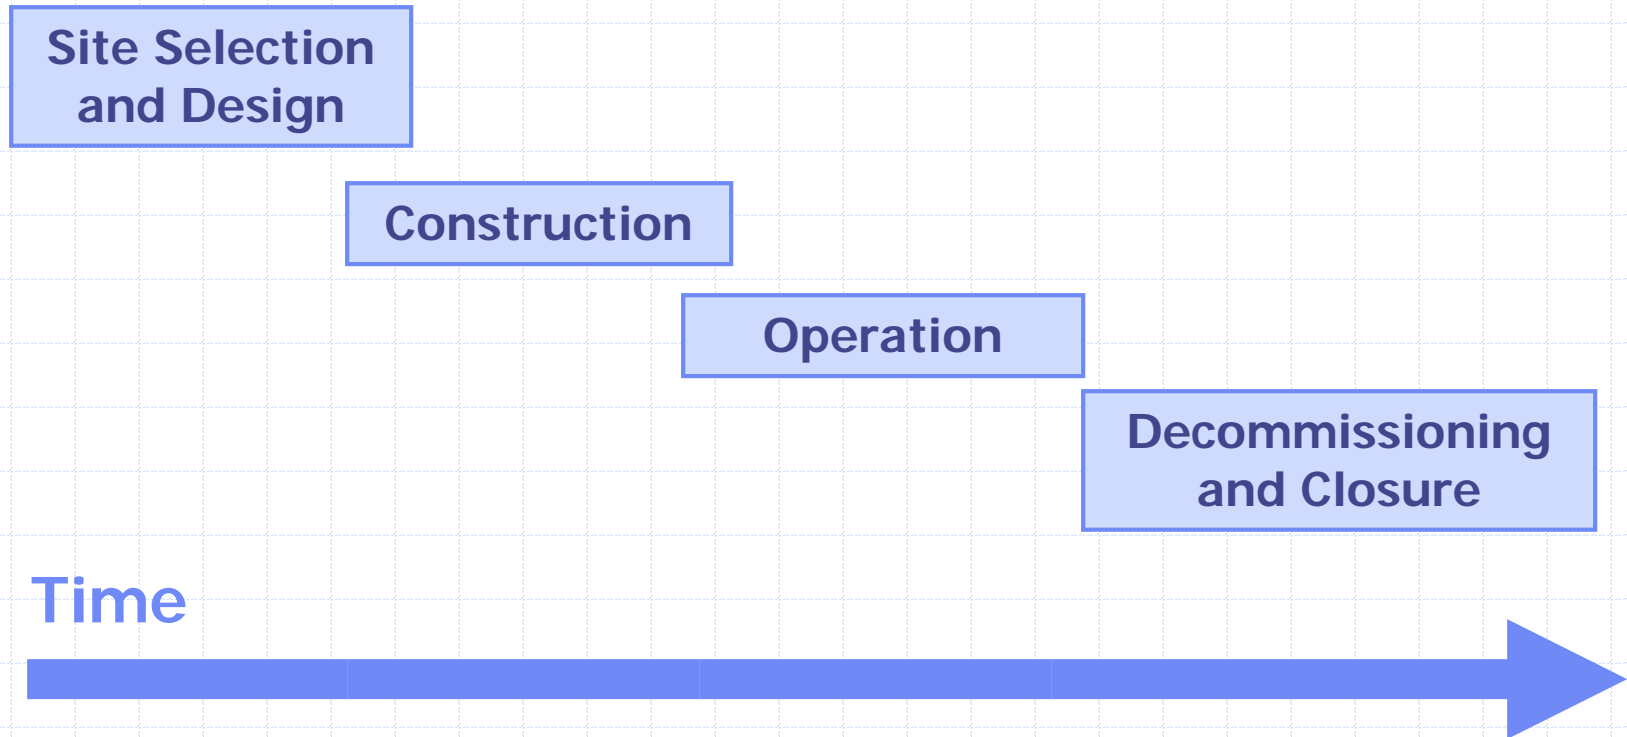 Site Selection
and Design
Construction
Operation
Decommissioning
and Closure
Time